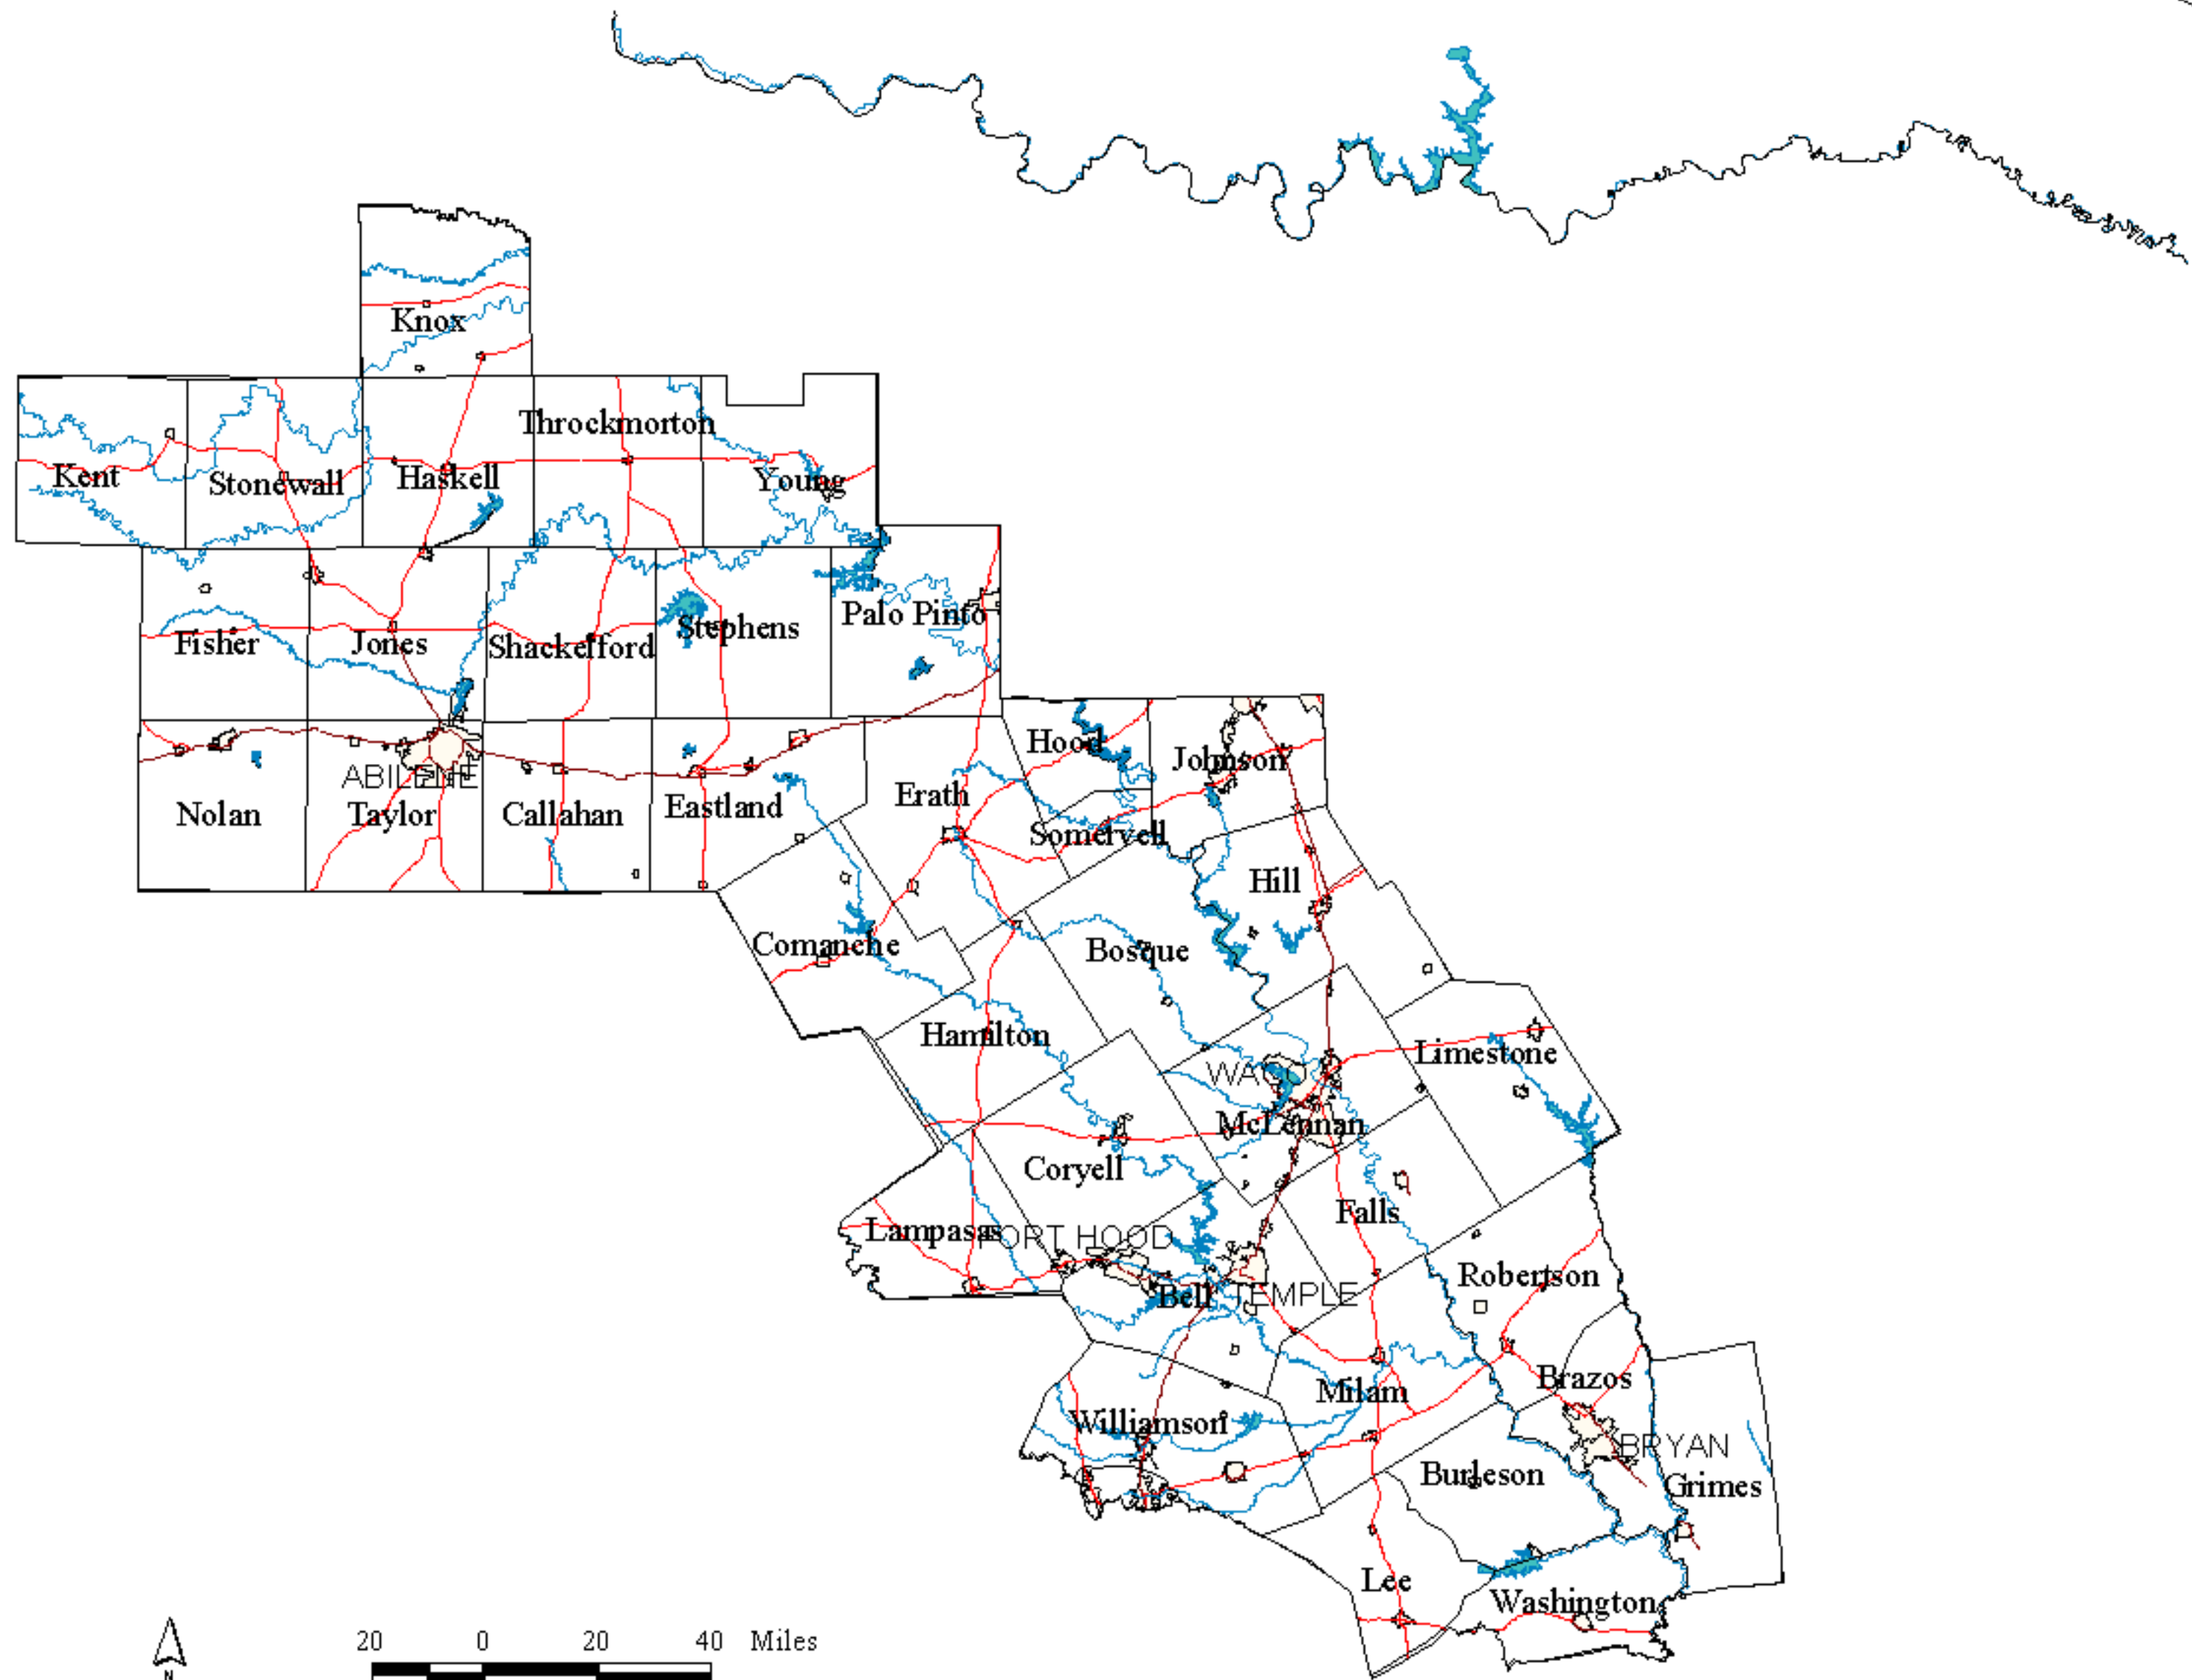 Knox
Throckmorton
Kent
Stonewall
Haskell
Young
Fisher
Jones
Shackelford
Stephens
Palo Pinto
ABILENE
Nolan
Taylor
Callahan
Eastland
Erath
Hood
Johnson
Somervell
Hill
Comanche
Bosque
Hamilton
Limestone
WACO
McLennan
Coryell
Falls
Lampasas
FORT HOOD
Bell
TEMPLE
Robertson
Milam
Brazos
Williamson
BRYAN
Burleson
Grimes
Lee
Washington
20 0 20 40 Miles
N